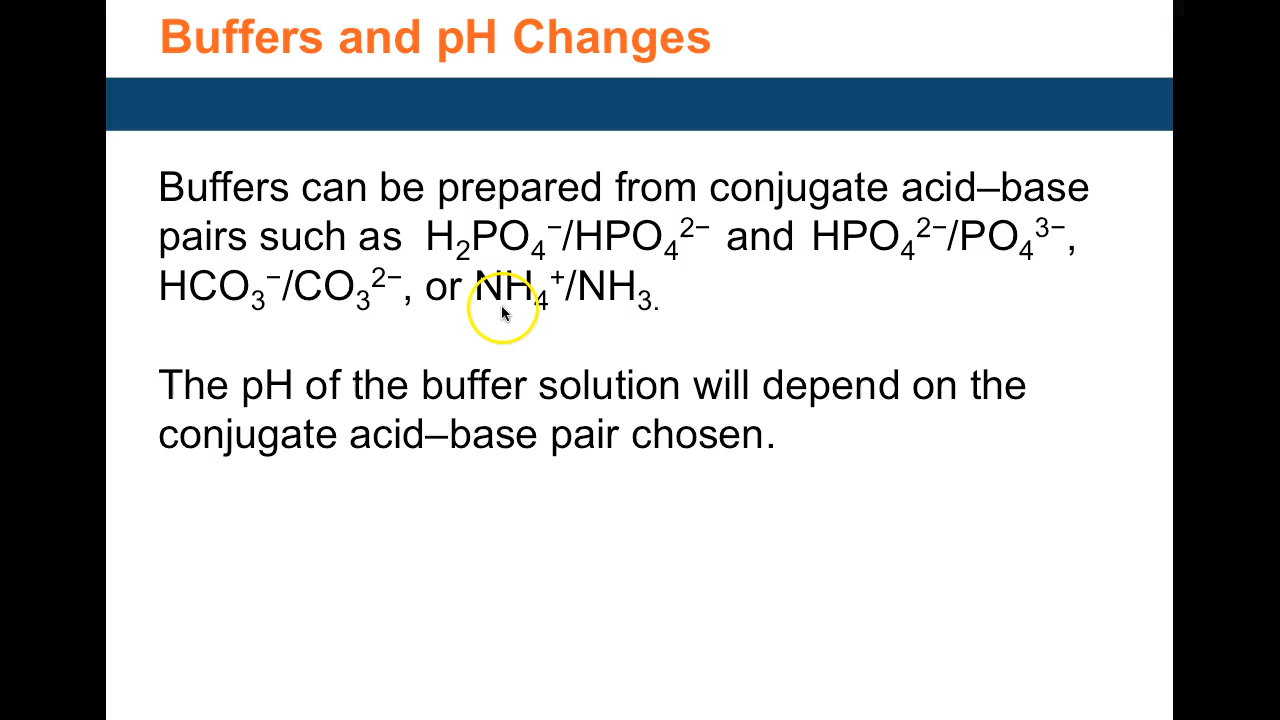 Buffers and pH Changes
Buffers can be prepared from conjugate acid–base
pairs such as H₂PO₄⁻/HPO₄²⁻ and HPO₄²⁻/PO₄³⁻,
HCO₃⁻/CO₃²⁻, or NH₄⁺/NH₃.
The pH of the buffer solution will depend on the
conjugate acid–base pair chosen.